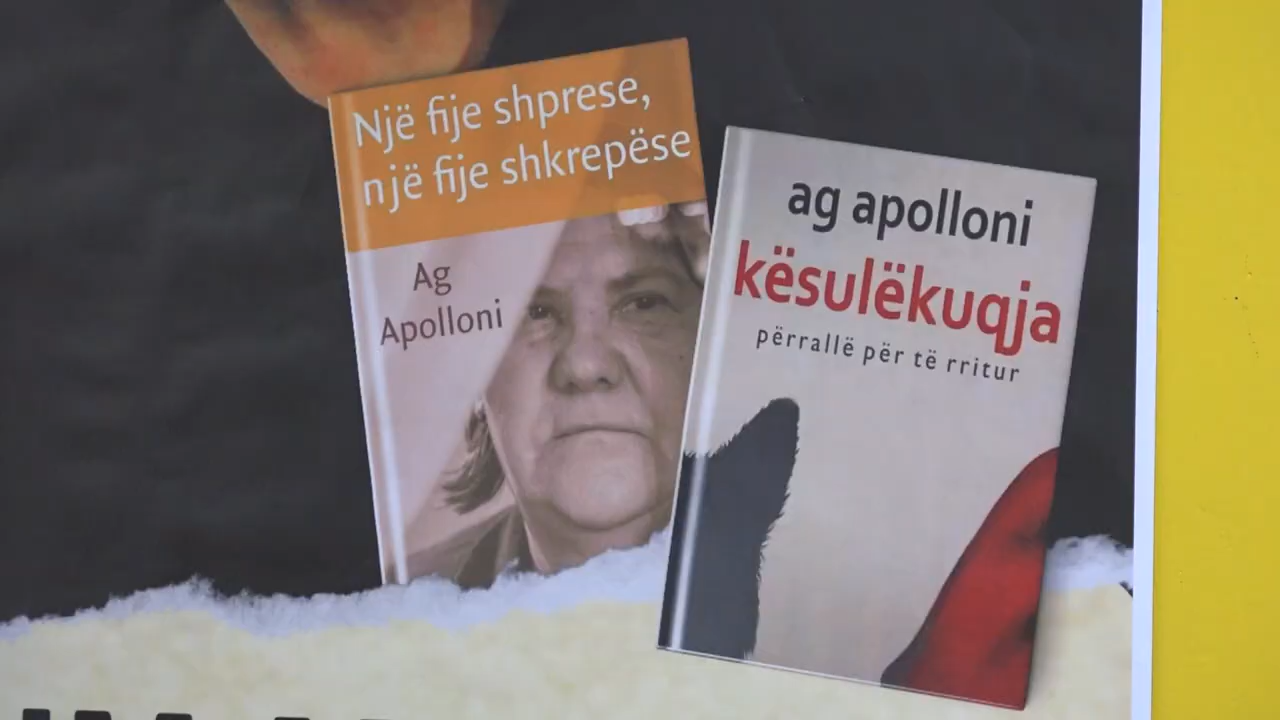 Një fije shprese,
një fije shkrepëse
Ag
Apolloni
ag apolloni
kësulëkuqja
përrallë për të rritur